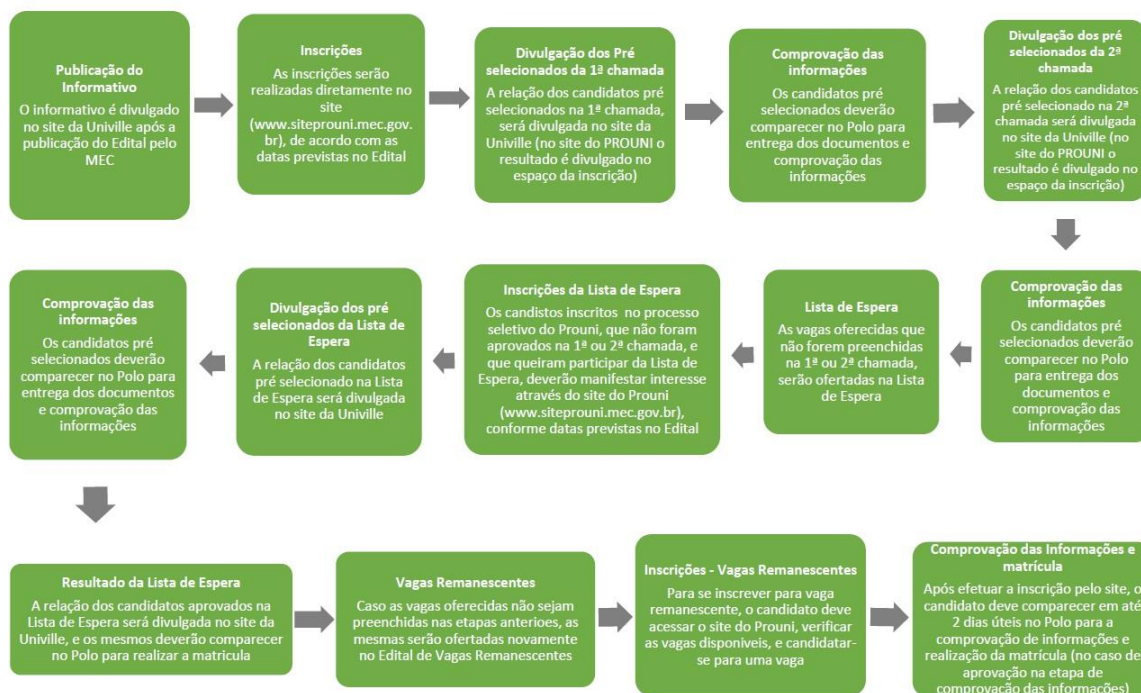 Publicação do
Informativo
O informativo é divulgado
no site da Univille após a
publicação do Edital pelo
MEC
Inscrições
As inscrições serão
realizadas diretamente no
site
(www.siteprouni.mec.gov.
br), de acordo com as
datas previstas no Edital
Divulgação dos Pré
selecionados da 1ª chamada
A relação dos candidatos pré
selecionados na 1ª chamada,
será divulgada no site da
Univille (no site do PROUNI o
resultado é divulgado no
espaço da inscrição)
Comprovação das
informações
Os candidatos pré
selecionados deverão
comparecer no Polo para
entrega dos documentos e
comprovação das
informações
Divulgação dos pré
selecionados da 2ª
chamada
A relação dos candidatos
pré selecionado na 2ª
chamada será divulgada
no site da Univille (no
site do PROUNI o
resultado é divulgado no
espaço da inscrição)
Comprovação das
informações
Os candidatos pré
selecionados deverão
comparecer no Polo
para entrega dos
documentos e
comprovação das
informações
Lista de Espera
As vagas oferecidas que
não forem preenchidas
na 1ª ou 2ª chamada,
serão ofertadas na Lista
de Espera
Inscrições da Lista de Espera
Os candistos inscritos no processo
seletivo do Prouni, que não foram
aprovados na 1ª ou 2ª chamada, e
que queiram participar da Lista de
Espera, deverão manifestar interesse
através do site do Prouni
(www.siteprouni.mec.gov.br),
conforme datas previstas no Edital
Divulgação dos pré
selecionados da Lista de
Espera
A relação dos candidatos
pré selecionado na Lista
de Espera será divulgada
no site da Univille
Comprovação das
informações
Os candidatos pré
selecionados deverão
comparecer no Polo para
entrega dos documentos
e comprovação das
informações
Resultado da Lista de Espera
A relação dos candidatos aprovados na
Lista de Espera será divulgada no site da
Univille, e os mesmos deverão comparecer
no Polo para realizar a matricula
Vagas Remanescentes
Caso as vagas oferecidas não sejam
preenchidas nas etapas anterioes, as
mesmas serão ofertadas novamente
no Edital de Vagas Remanescentes
Inscrições - Vagas Remanescentes
Para se inscrever para vaga
remanescente, o candidato deve
acessar o site do Prouni, verificar
as vagas disponiveis, e candidatar-
se para uma vaga
Comprovação das Informações e
matrícula
Após efetuar a inscrição pelo site, o
candidato deve comparecer em até
2 dias úteis no Polo para a
comprovação de informações e
realização da matrícula (no caso de
aprovação na etapa de
comprovação das informações)